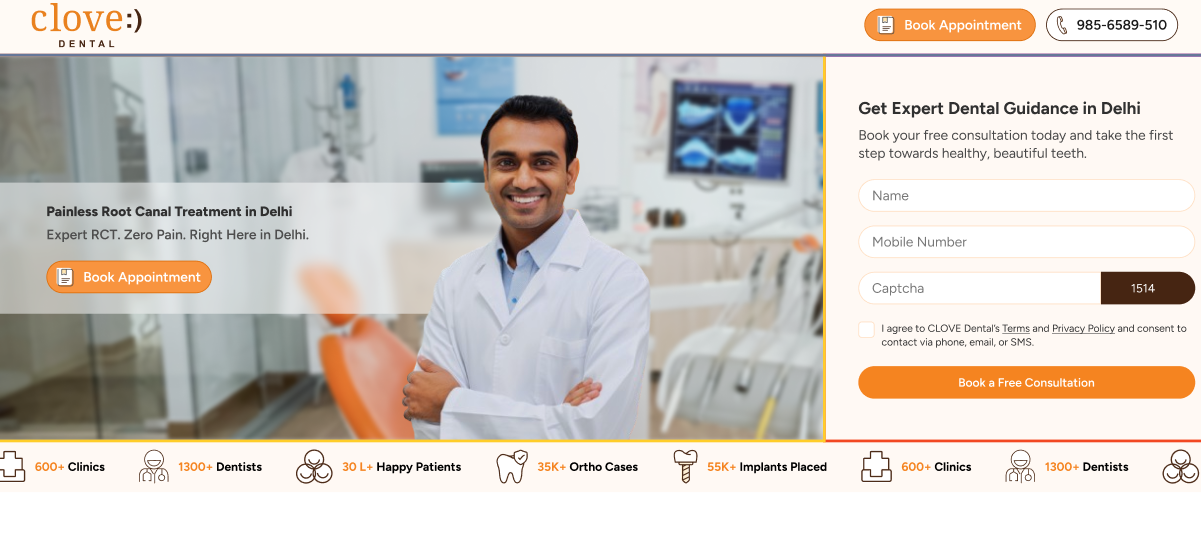 clove:)
DENTAL
Book Appointment
985-6589-510
Painless Root Canal Treatment in Delhi
Expert RCT. Zero Pain. Right Here in Delhi.
Book Appointment
Get Expert Dental Guidance in Delhi
Book your free consultation today and take the first
step towards healthy, beautiful teeth.
Name
Mobile Number
Captcha
1514
I agree to CLOVE Dental's Terms and Privacy Policy and consent to
contact via phone, email, or SMS.
Book a Free Consultation
600+ Clinics
1300+ Dentists
30 L+ Happy Patients
35K+ Ortho Cases
55K+ Implants Placed
600+ Clinics
1300+ Dentists